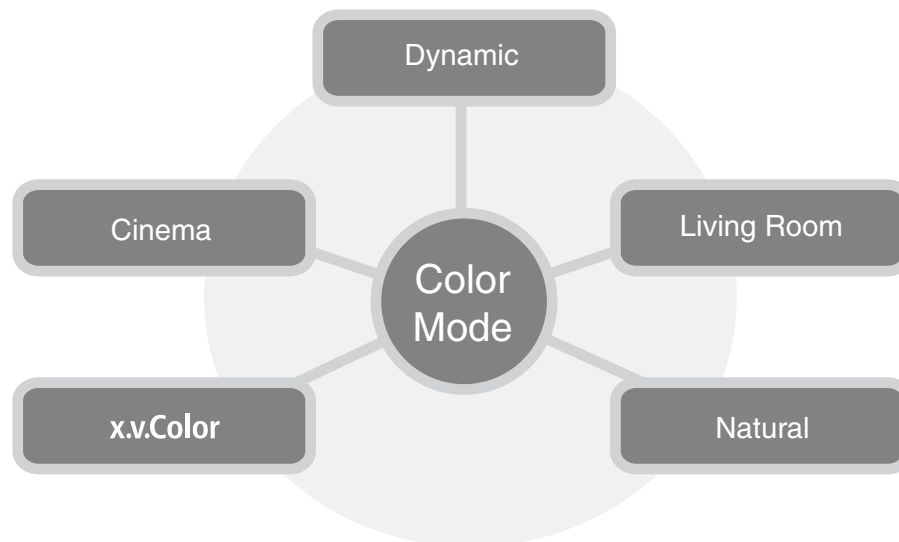 Dynamic
Cinema
Living Room
Color
Mode
x.v.Color
Natural